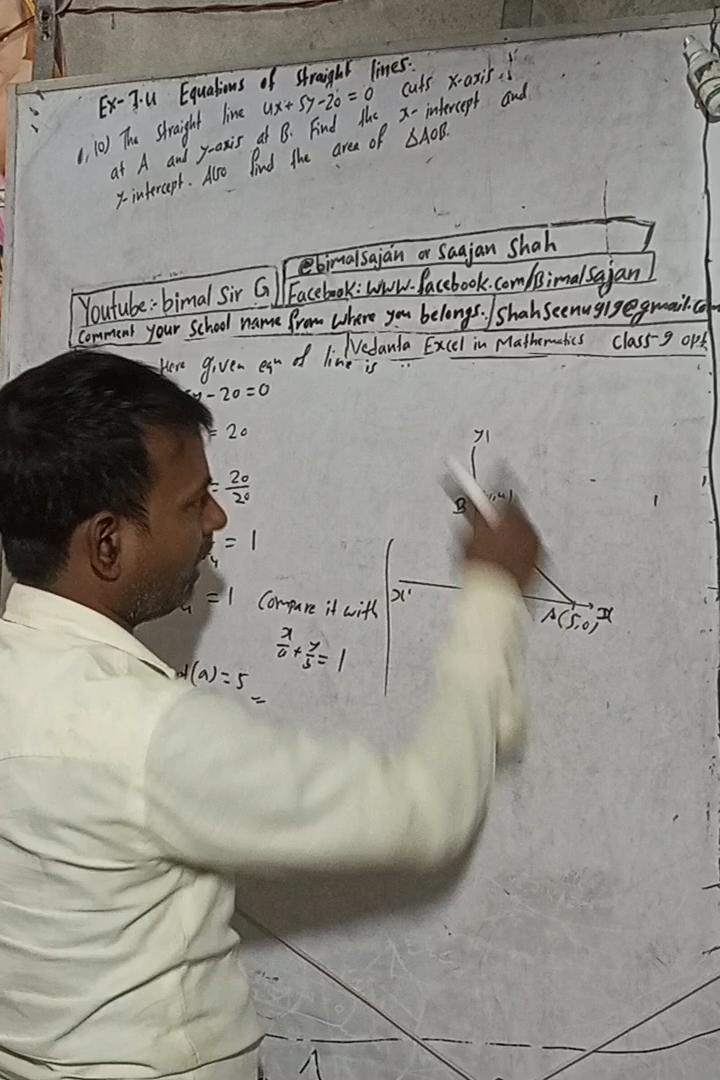 Ex-7.4 Equations of straight lines:
10) The straight line 4x+5y-20=0 cuts x-axis
at A and y-axis at B. Find the x-intercept and
y-intercept. Also find the area of ΔAOB.
@bimalsajan or Saajan Shah
Youtube:- bimal Sir G
Facebook: www.facebook.com/Bimalsajan
Comment your School name from where you belongs. / Shahseenu919@gmail.com
Vedanta Excel in Mathematics Class-9 opt
Here given eqn of line is
y-20=0
= 20
= 20/20
= 1
= 1 Compare it with
x/a + y/b = 1
(a) = 5
Y
B
X'
A(5,0) X